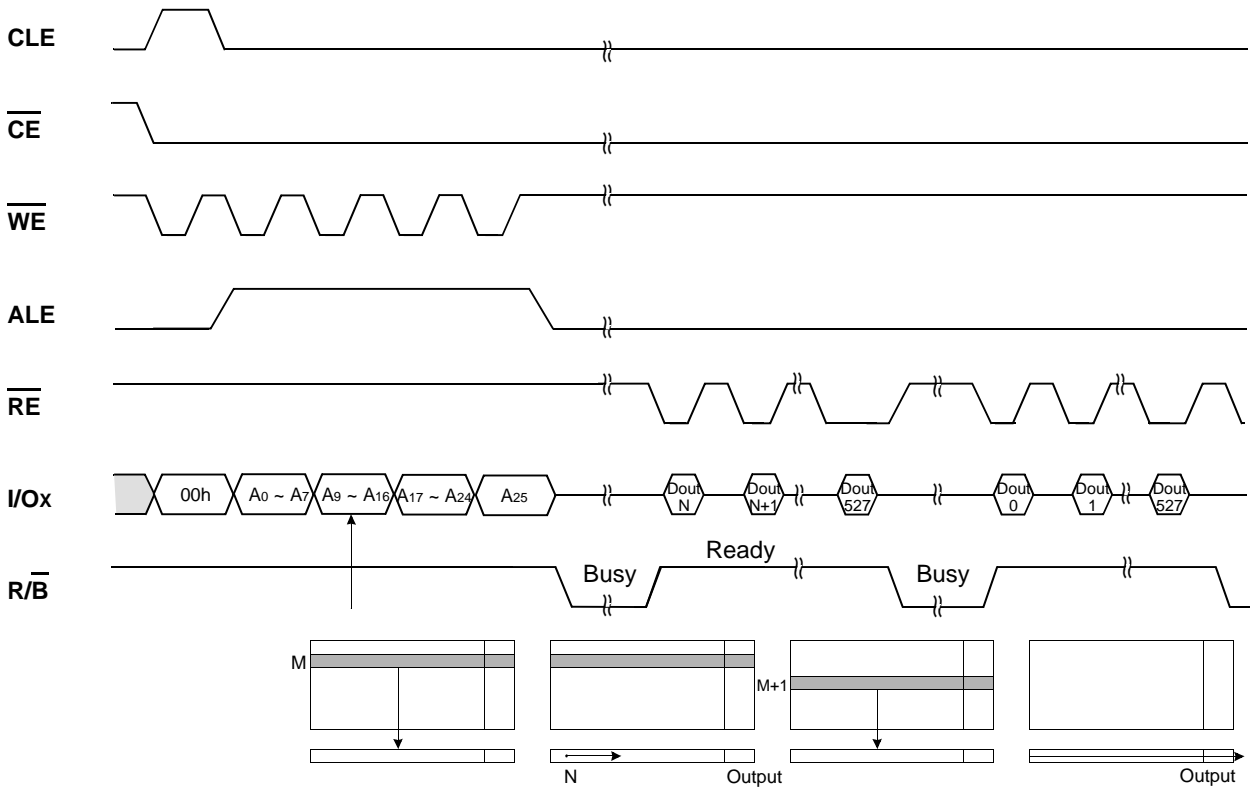 CLE
CE
WE
ALE
RE
I/Ox
00h
A0 ~ A7
A9 ~ A16
A17 ~ A24
A25
Dout N
Dout N+1
Dout 527
Dout 0
Dout 1
Dout 527
R/B
Busy
Ready
Busy
M
M+1
N
Output
Output